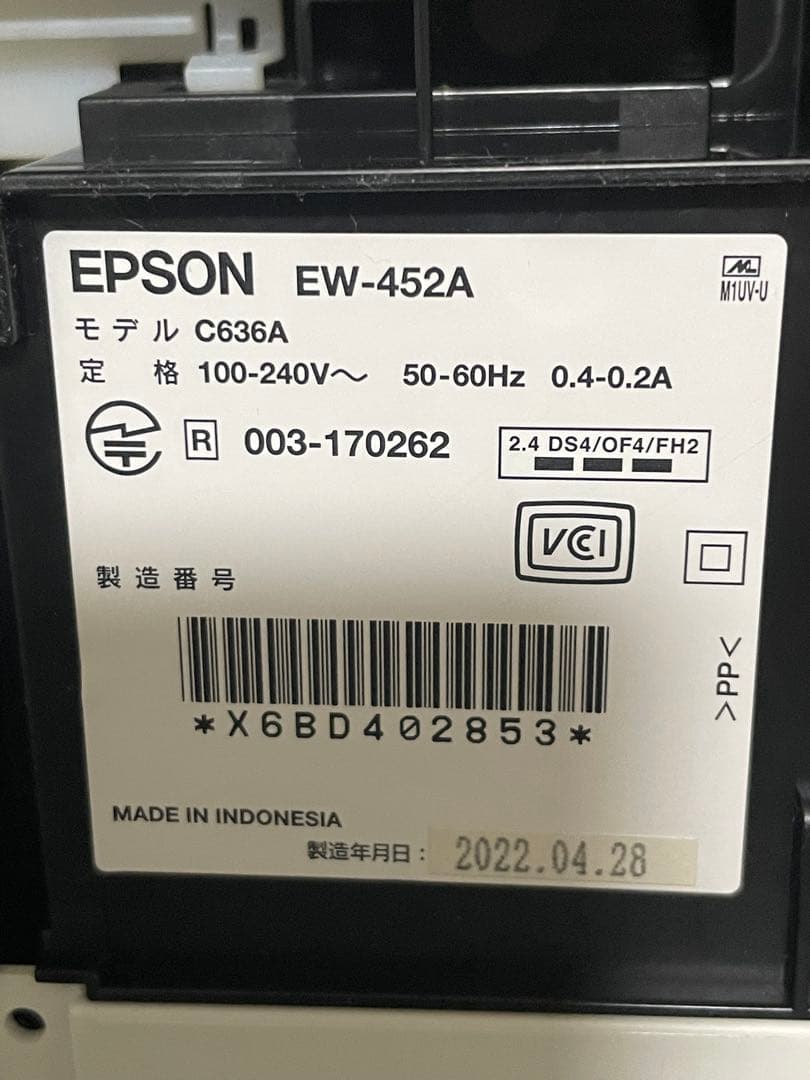 EPSON EW-452A
M1UV-U
モデル C636A
定 格 100-240V～ 50-60Hz 0.4-0.2A
R 003-170262
2.4 DS4/OF4/FH2
VCCI
製造番号
*X6BD402853*
>PP<
MADE IN INDONESIA
製造年月日： 2022.04.28